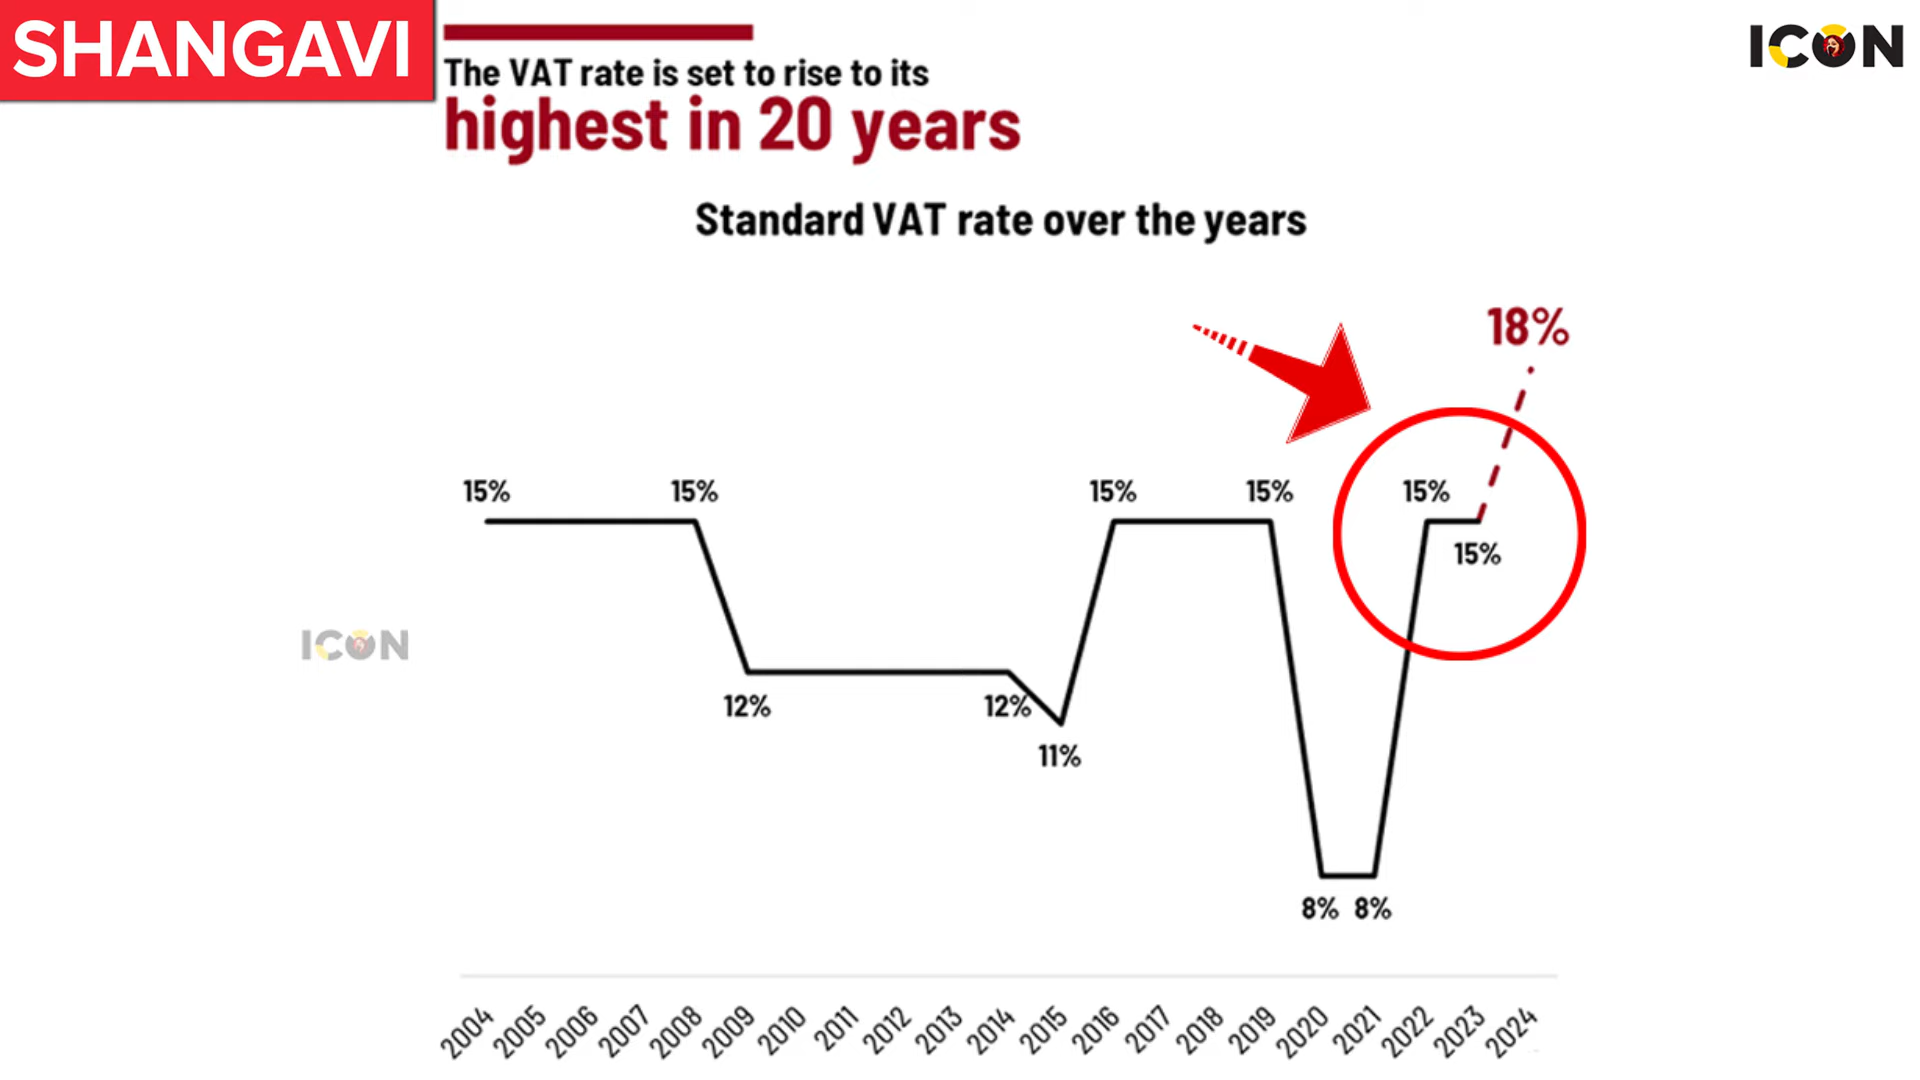 SHANGAVI
ICON
The VAT rate is set to rise to its
highest in 20 years
Standard VAT rate over the years
18%
15% 15% 15% 15% 15%
15%
ICON
12% 12%
11%
8% 8%
2004 2005 2006 2007 2008 2009 2010 2011 2012 2013 2014 2015 2016 2017 2018 2019 2020 2021 2022 2023 2024